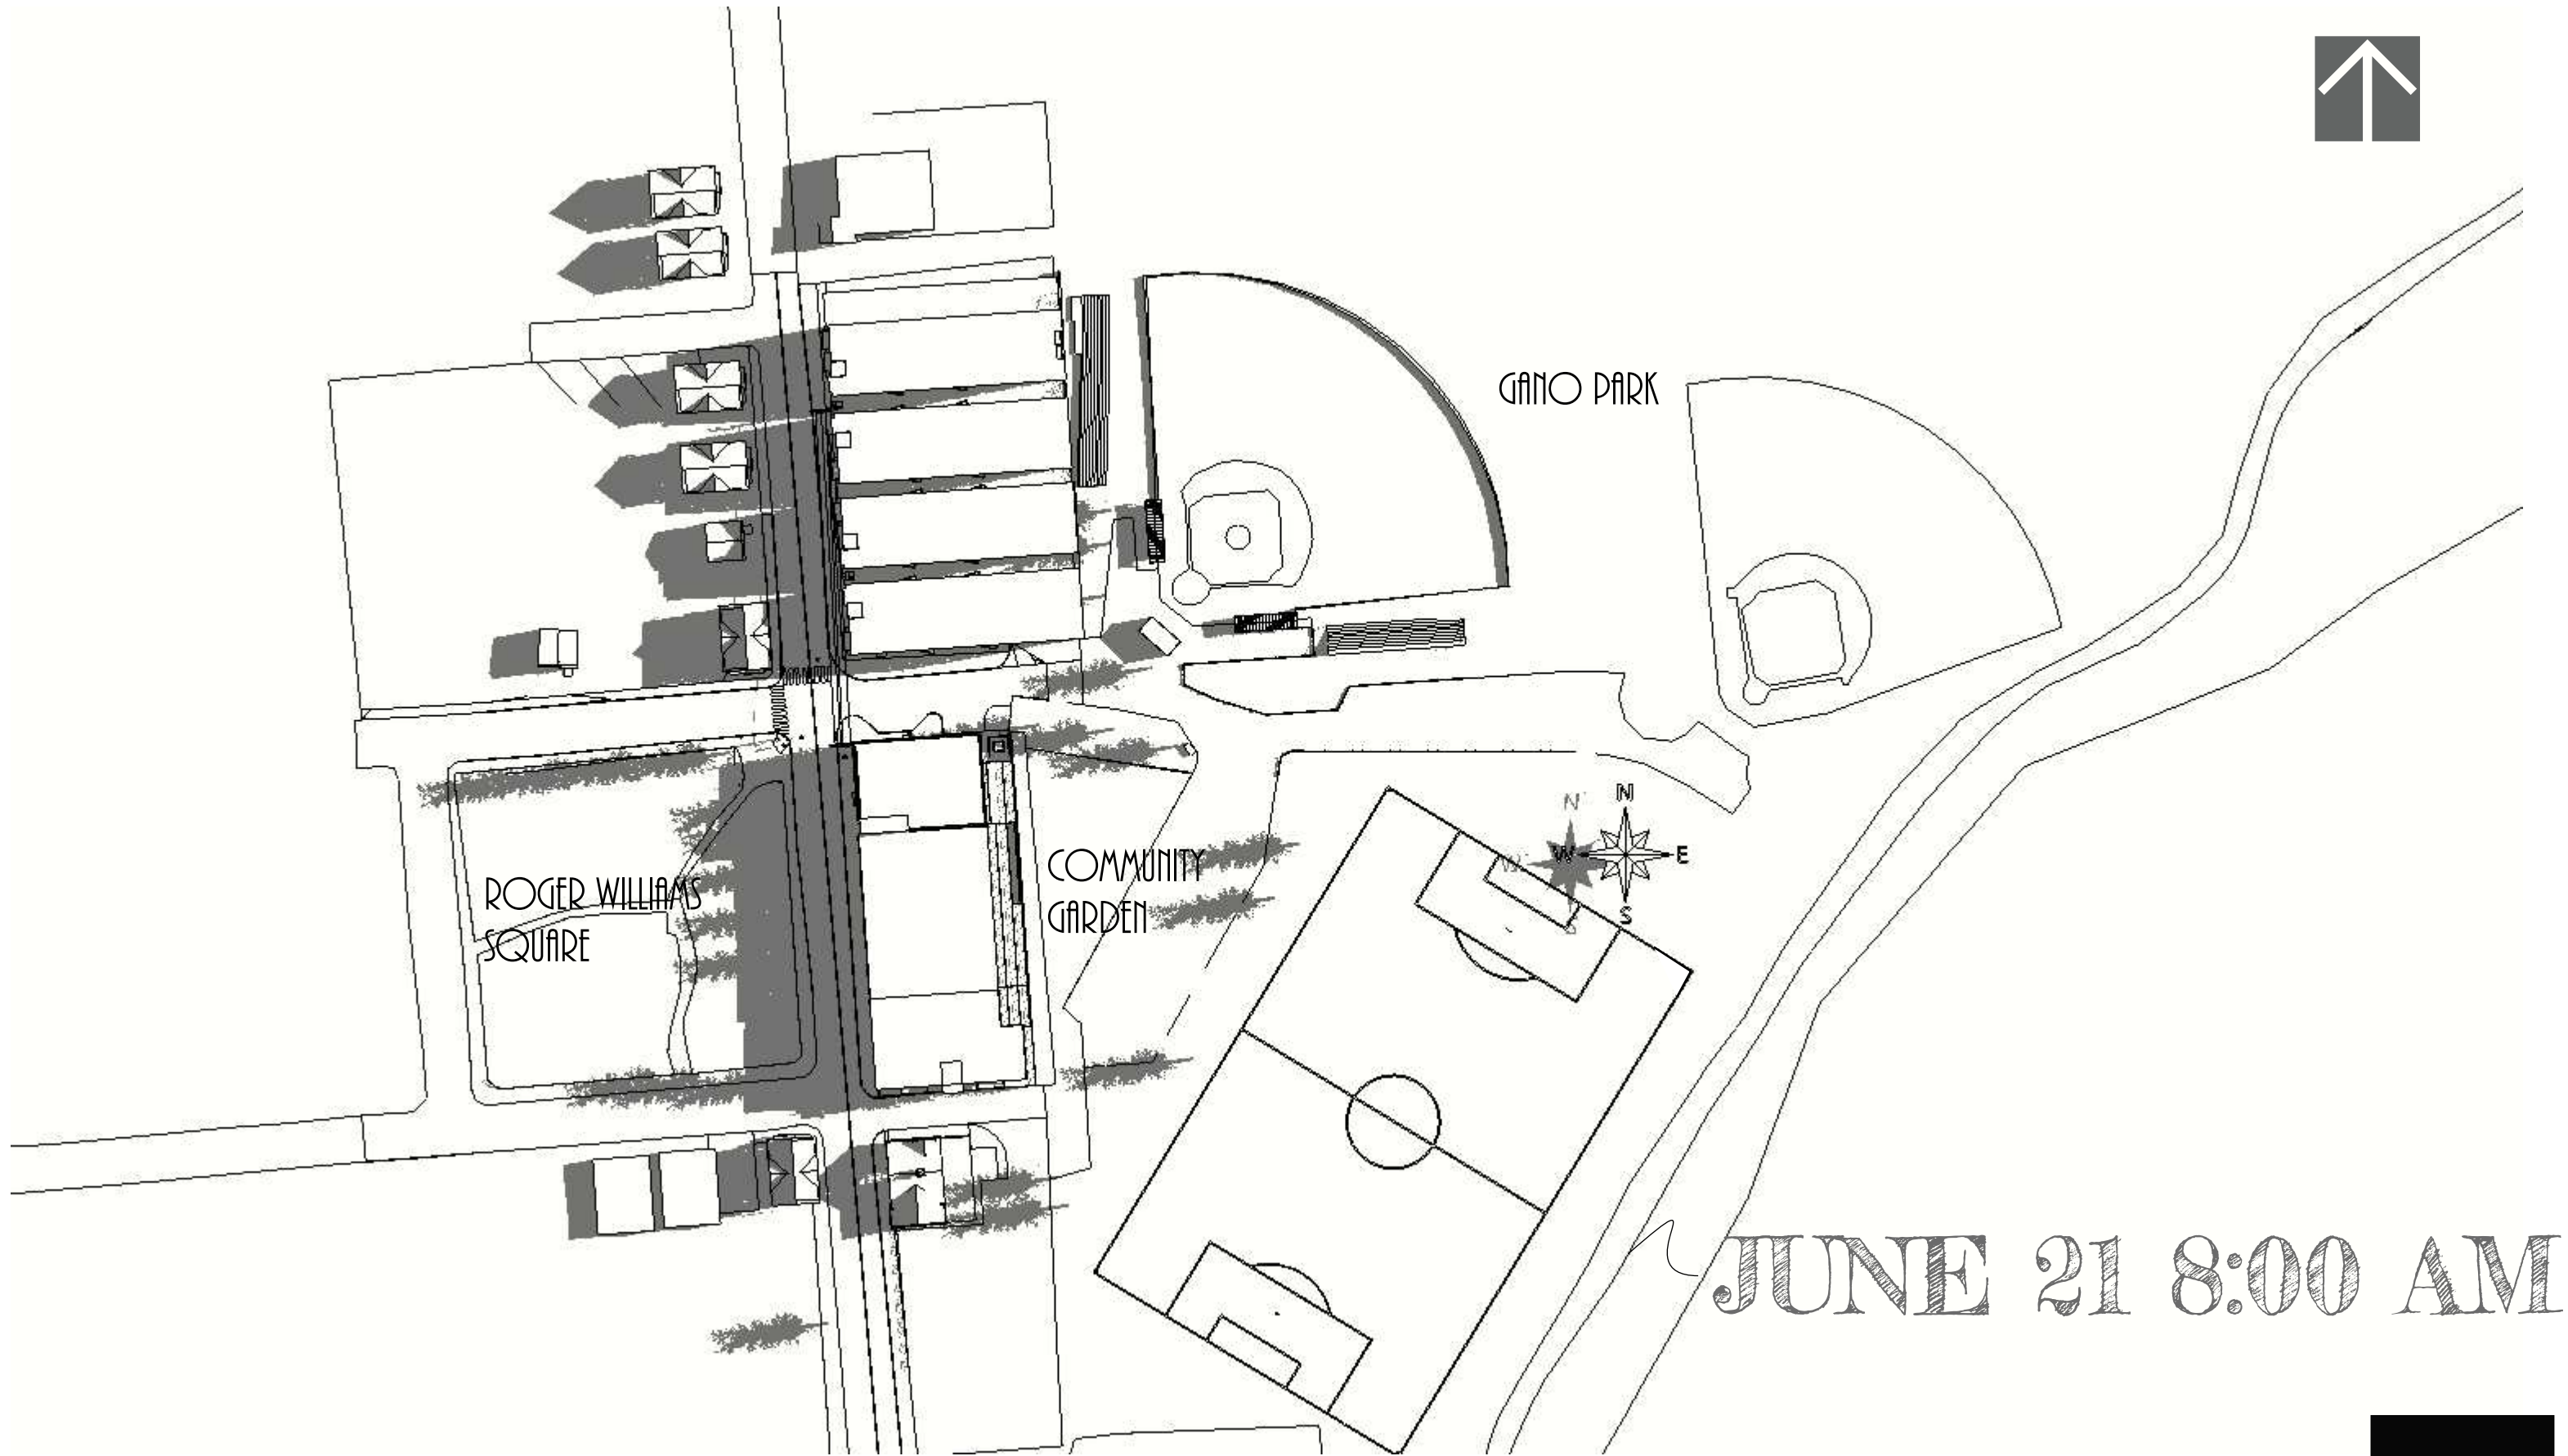 GANO PARK
N
N
W
W
E
S
S
COMMUNITY
GARDEN
ROGER WILLIAMS
SQUARE
JUNE 21 8:00 AM